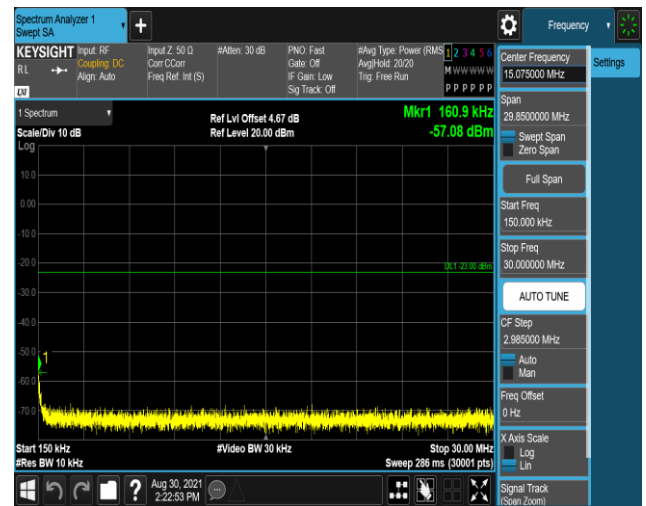 Spectrum Analyzer 1
Swept SA
Frequency
KEYSIGHT
RL
LXI
Input: RF
Coupling: DC
Align: Auto
Input Z: 50 Ω
Corr CCorr
Freq Ref: Int (S)
#Atten: 30 dB
PNO: Fast
Gate: Off
IF Gain: Low
Sig Track: Off
#Avg Type: Power (RMS
Avg|Hold: 20/20
Trig: Free Run
1 2 3 4 5 6
M W W W W W
P P P P P P
1 Spectrum
Scale/Div 10 dB
Ref Lvl Offset 4.67 dB
Ref Level 20.00 dBm
Mkr1 160.9 kHz
-57.08 dBm
Log
10.0
0.00
-10.0
-20.0
DL1 -23.00 dBm
-30.0
-40.0
-50.0
1
-60.0
-70.0
Start 150 kHz
#Video BW 30 kHz
Stop 30.00 MHz
#Res BW 10 kHz
Sweep 286 ms (30001 pts)
Aug 30, 2021
2:22:53 PM
?
Center Frequency
15.075000 MHz
Settings
Span
29.8500000 MHz
Swept Span
Zero Span
Full Span
Start Freq
150.000 kHz
Stop Freq
30.000000 MHz
AUTO TUNE
CF Step
2.985000 MHz
Auto
Man
Freq Offset
0 Hz
X Axis Scale
Log
Lin
Signal Track
(Span Zoom)